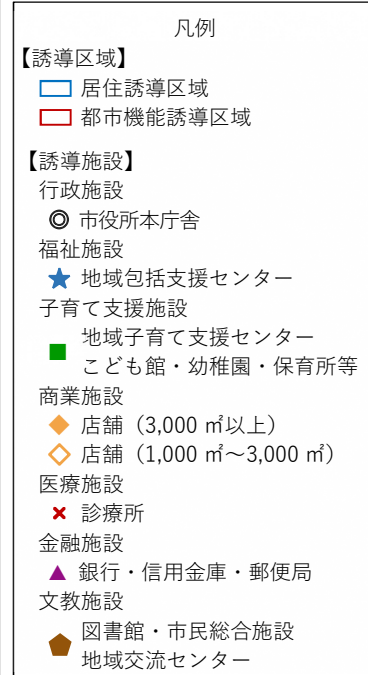 凡例
【誘導区域】
居住誘導区域
都市機能誘導区域
【誘導施設】
行政施設
市役所本庁舎
福祉施設
地域包括支援センター
子育て支援施設
地域子育て支援センター
こども館・幼稚園・保育所等
商業施設
店舗（3,000 ㎡以上）
店舗（1,000 ㎡～3,000 ㎡）
医療施設
診療所
金融施設
銀行・信用金庫・郵便局
文教施設
図書館・市民総合施設
地域交流センター